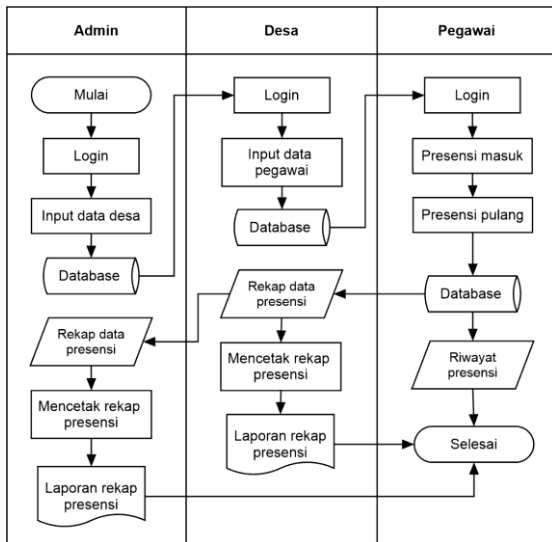 Admin
Desa
Pegawai
Mulai
Login
Input data desa
Database
Rekap data
presensi
Mencetak rekap
presensi
Laporan rekap
presensi
Login
Input data
pegawai
Database
Rekap data
presensi
Mencetak rekap
presensi
Laporan rekap
presensi
Login
Presensi masuk
Presensi pulang
Database
Riwayat
presensi
Selesai